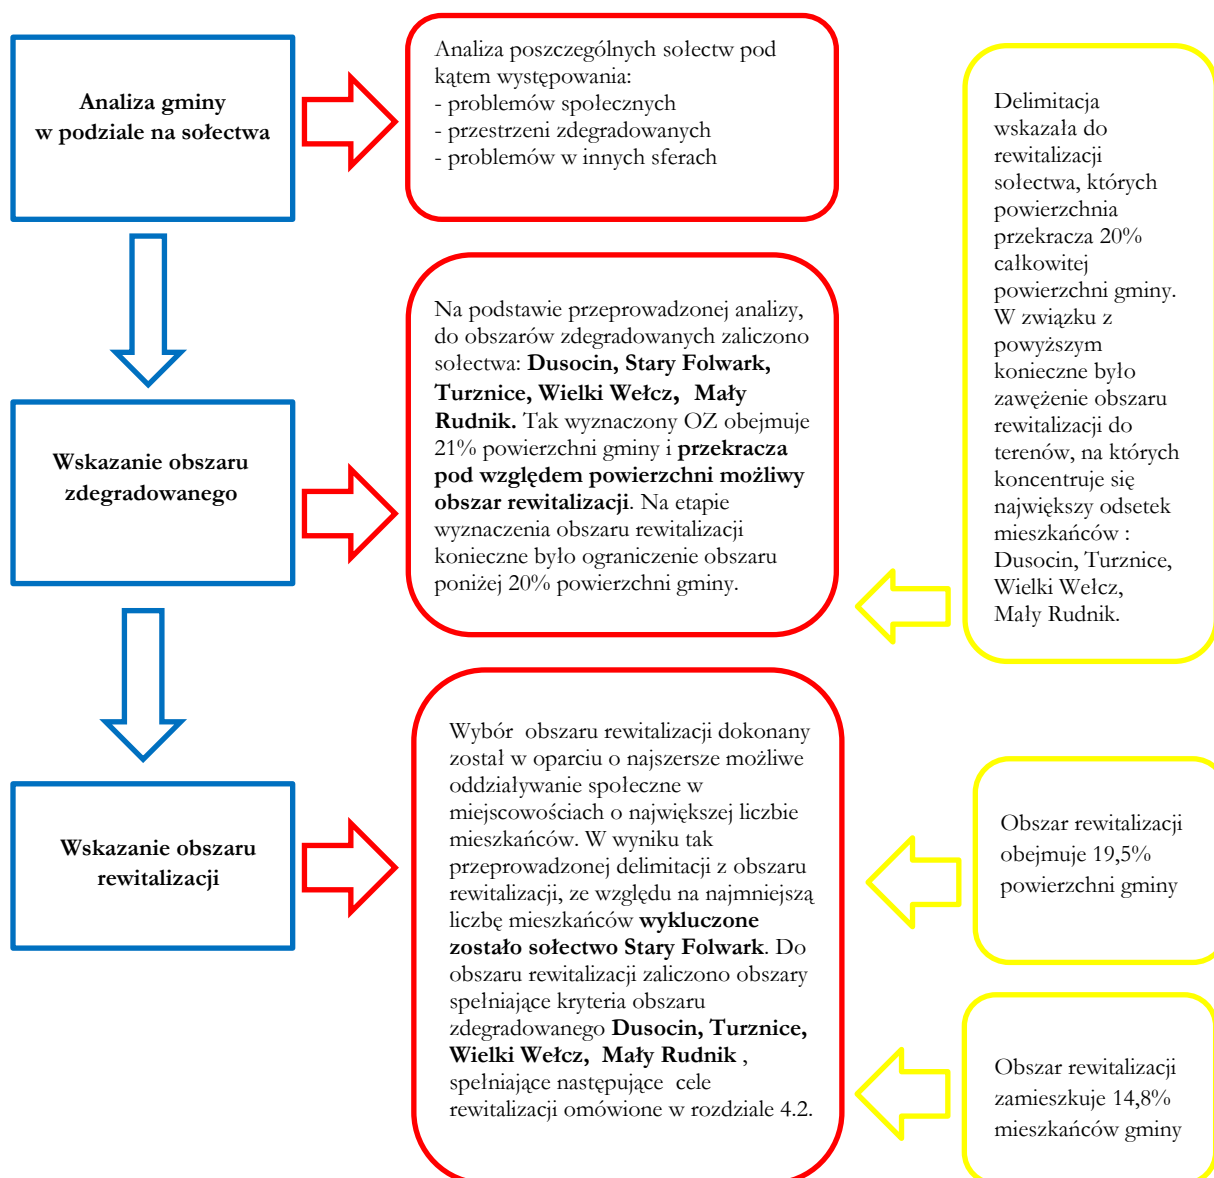 Analiza gminy
w podziale na sołectwa
Analiza poszczególnych sołectw pod
kątem występowania:
- problemów społecznych
- przestrzeni zdegradowanych
- problemów w innych sferach
Delimitacja
wskazała do
rewitalizacji
sołectwa, których
powierzchnia
przekracza 20%
całkowitej
powierzchni gminy.
W związku z
powyższym
konieczne było
zawężenie obszaru
rewitalizacji do
terenów, na których
koncentruje się
największy odsetek
mieszkańców :
Dusocin, Turznice,
Wielki Wełcz,
Mały Rudnik.
Wskazanie obszaru
zdegradowanego
Na podstawie przeprowadzonej analizy,
do obszarów zdegradowanych zaliczono
sołectwa: Dusocin, Stary Folwark,
Turznice, Wielki Wełcz, Mały
Rudnik. Tak wyznaczony OZ obejmuje
21% powierzchni gminy i przekracza
pod względem powierzchni możliwy
obszar rewitalizacji. Na etapie
wyznaczenia obszaru rewitalizacji
konieczne było ograniczenie obszaru
poniżej 20% powierzchni gminy.
Wskazanie obszaru
rewitalizacji
Wybór obszaru rewitalizacji dokonany
został w oparciu o najszersze możliwe
oddziaływanie społeczne w
miejscowościach o największej liczbie
mieszkańców. W wyniku tak
przeprowadzonej delimitacji z obszaru
rewitalizacji, ze względu na najmniejszą
liczbę mieszkańców wykluczone
zostało sołectwo Stary Folwark. Do
obszaru rewitalizacji zaliczono obszary
spełniające kryteria obszaru
zdegradowanego Dusocin, Turznice,
Wielki Wełcz, Mały Rudnik ,
spełniające następujące cele
rewitalizacji omówione w rozdziale 4.2.
Obszar rewitalizacji
obejmuje 19,5%
powierzchni gminy
Obszar rewitalizacji
zamieszkuje 14,8%
mieszkańców gminy